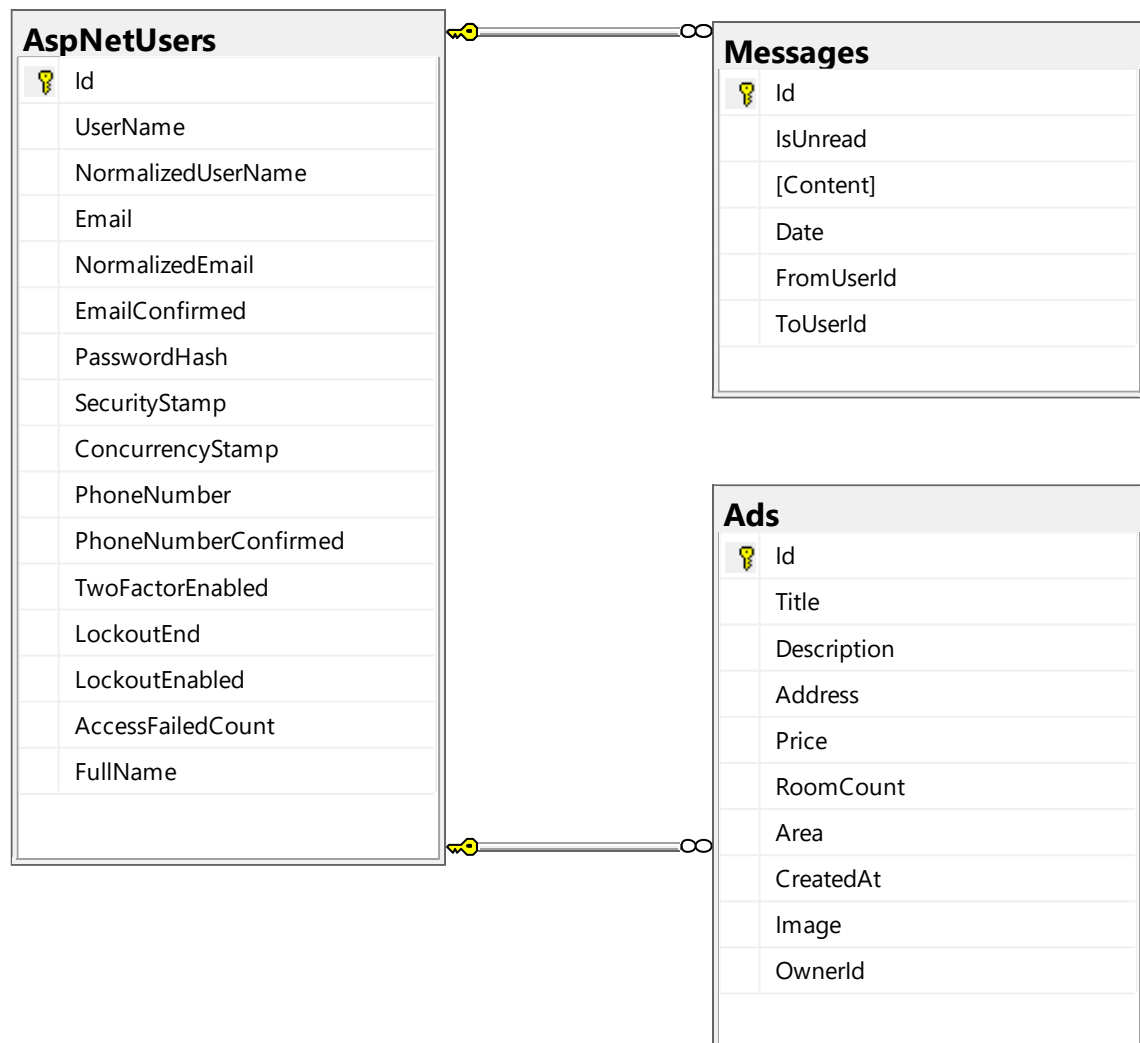 AspNetUsers
Id
UserName
NormalizedUserName
Email
NormalizedEmail
EmailConfirmed
PasswordHash
SecurityStamp
ConcurrencyStamp
PhoneNumber
PhoneNumberConfirmed
TwoFactorEnabled
LockoutEnd
LockoutEnabled
AccessFailedCount
FullName
Messages
Id
IsUnread
[Content]
Date
FromUserId
ToUserId
Ads
Id
Title
Description
Address
Price
RoomCount
Area
CreatedAt
Image
OwnerId